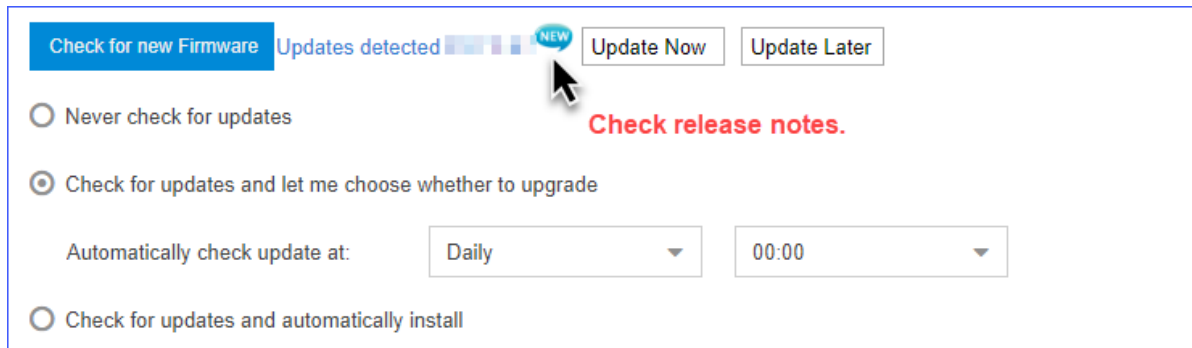 Check for new Firmware Updates detected NEW Update Now Update Later
Never check for updates
Check release notes.
Check for updates and let me choose whether to upgrade
Automatically check update at: Daily 00:00
Check for updates and automatically install